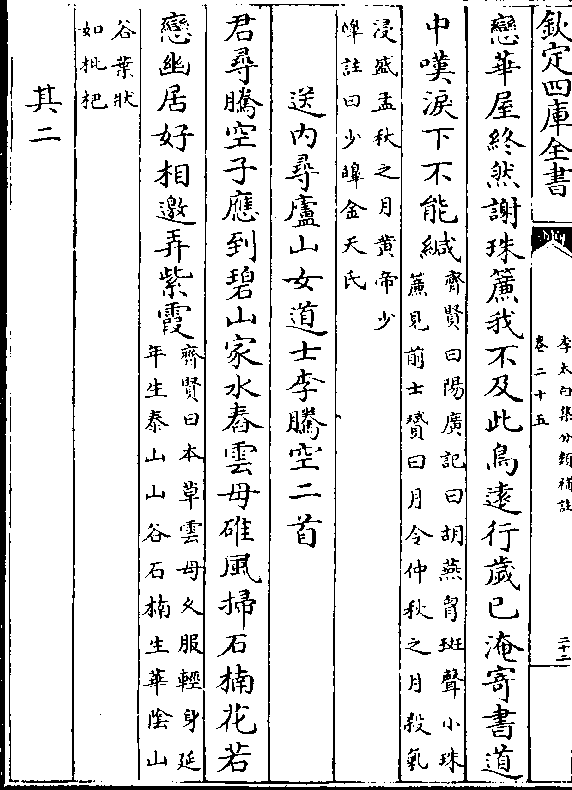 欽定四庫全書
李太白集分類補註
卷二十五
二十二
戀華屋終然謝珠簾我不及此鳥遠行歲已淹寄書道
中嘆淚下不能緘
齊賢曰陽廣記曰胡燕胷斑聲小珠
簾見前士贇曰月令仲秋之月殺氣
浸盛孟秋之月黄帝少
皥註曰少皥金天氏
送内尋廬山女道士李騰空二首
君尋騰空子應到碧山家水舂雲母碓風掃石楠花若
戀幽居好相邀弄紫霞
齊賢曰本草雲母久服輕身延
年生泰山山谷石楠生華陰山
谷葉狀
如枇杷
其二